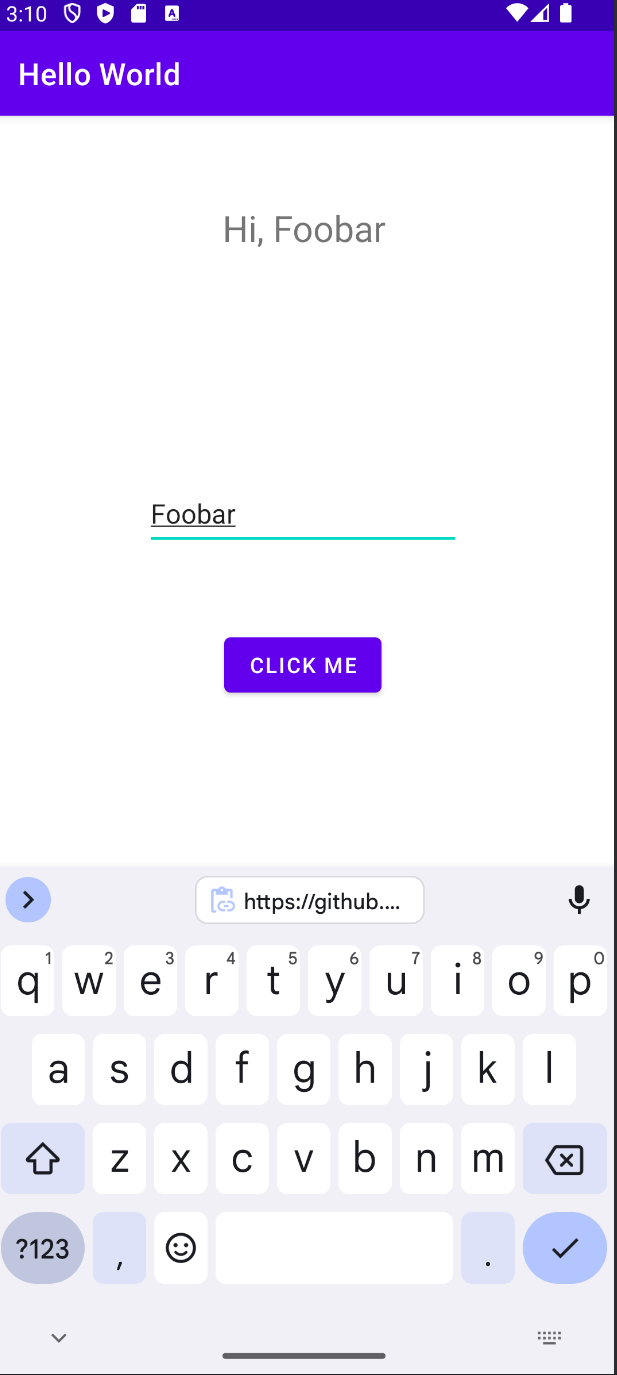 3:10 A
Hello World
Hi, Foobar
Foobar
CLICK ME
https://github....
q 1 w 2 e 3 r 4 t 5 y 6 u 7 i 8 o 9 p 0
a s d f g h j k l
z x c v b n m
?123 , .